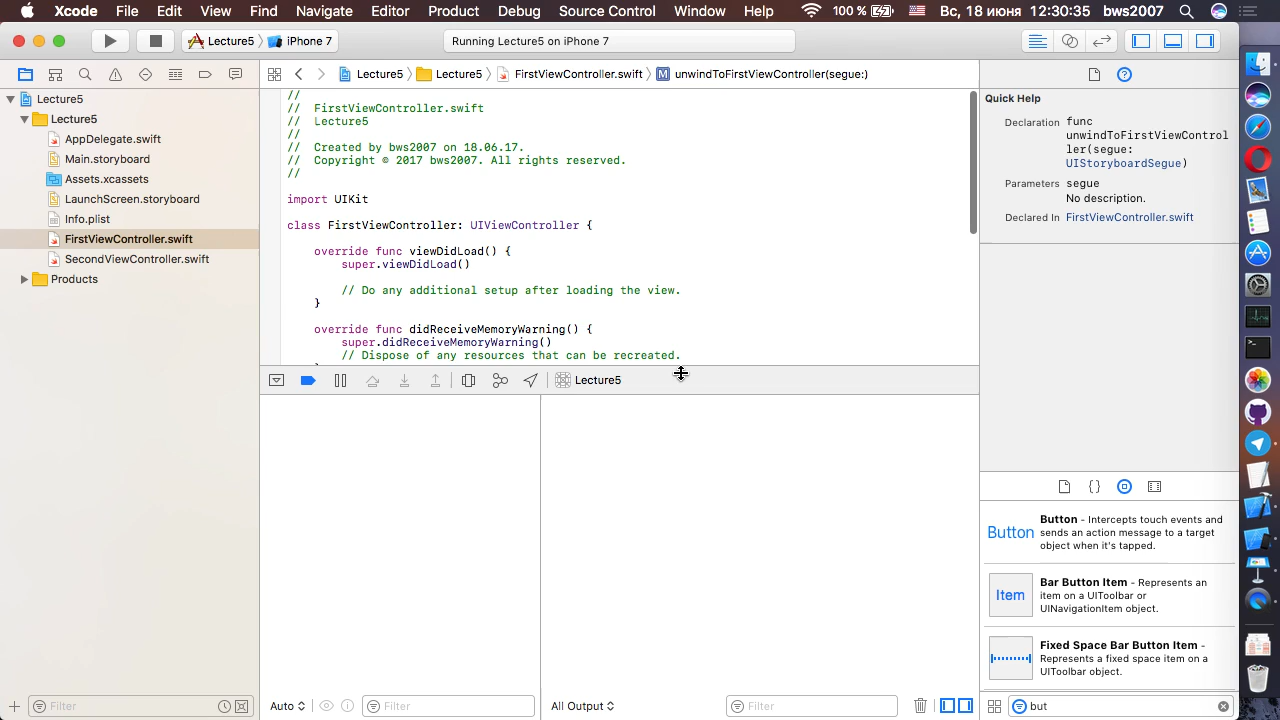 Xcode File Edit View Find Navigate Editor Product Debug Source Control Window Help 100 % Вс, 18 июня 12:30:35 bws2007
Lecture5 iPhone 7 Running Lecture5 on iPhone 7
Lecture5 Lecture5 FirstViewController.swift M unwindToFirstViewController(segue:)
Lecture5
Lecture5
AppDelegate.swift
Main.storyboard
Assets.xcassets
LaunchScreen.storyboard
Info.plist
FirstViewController.swift
SecondViewController.swift
Products
Filter
//
// FirstViewController.swift
// Lecture5
//
// Created by bws2007 on 18.06.17.
// Copyright © 2017 bws2007. All rights reserved.
//
import UIKit
class FirstViewController: UIViewController {
override func viewDidLoad() {
super.viewDidLoad()
// Do any additional setup after loading the view.
}
override func didReceiveMemoryWarning() {
super.didReceiveMemoryWarning()
// Dispose of any resources that can be recreated.
Lecture5
Auto Filter
All Output Filter
Quick Help
Declaration func
unwindToFirstViewControl
ler(segue:
UIStoryboardSegue)
Parameters segue
No description.
Declared In FirstViewController.swift
{}
Button
Button - Intercepts touch events and
sends an action message to a target
object when it's tapped.
Item
Bar Button Item - Represents an
item on a UIToolbar or
UINavigationItem object.
Fixed Space Bar Button Item -
Represents a fixed space item on a
UIToolbar object.
but